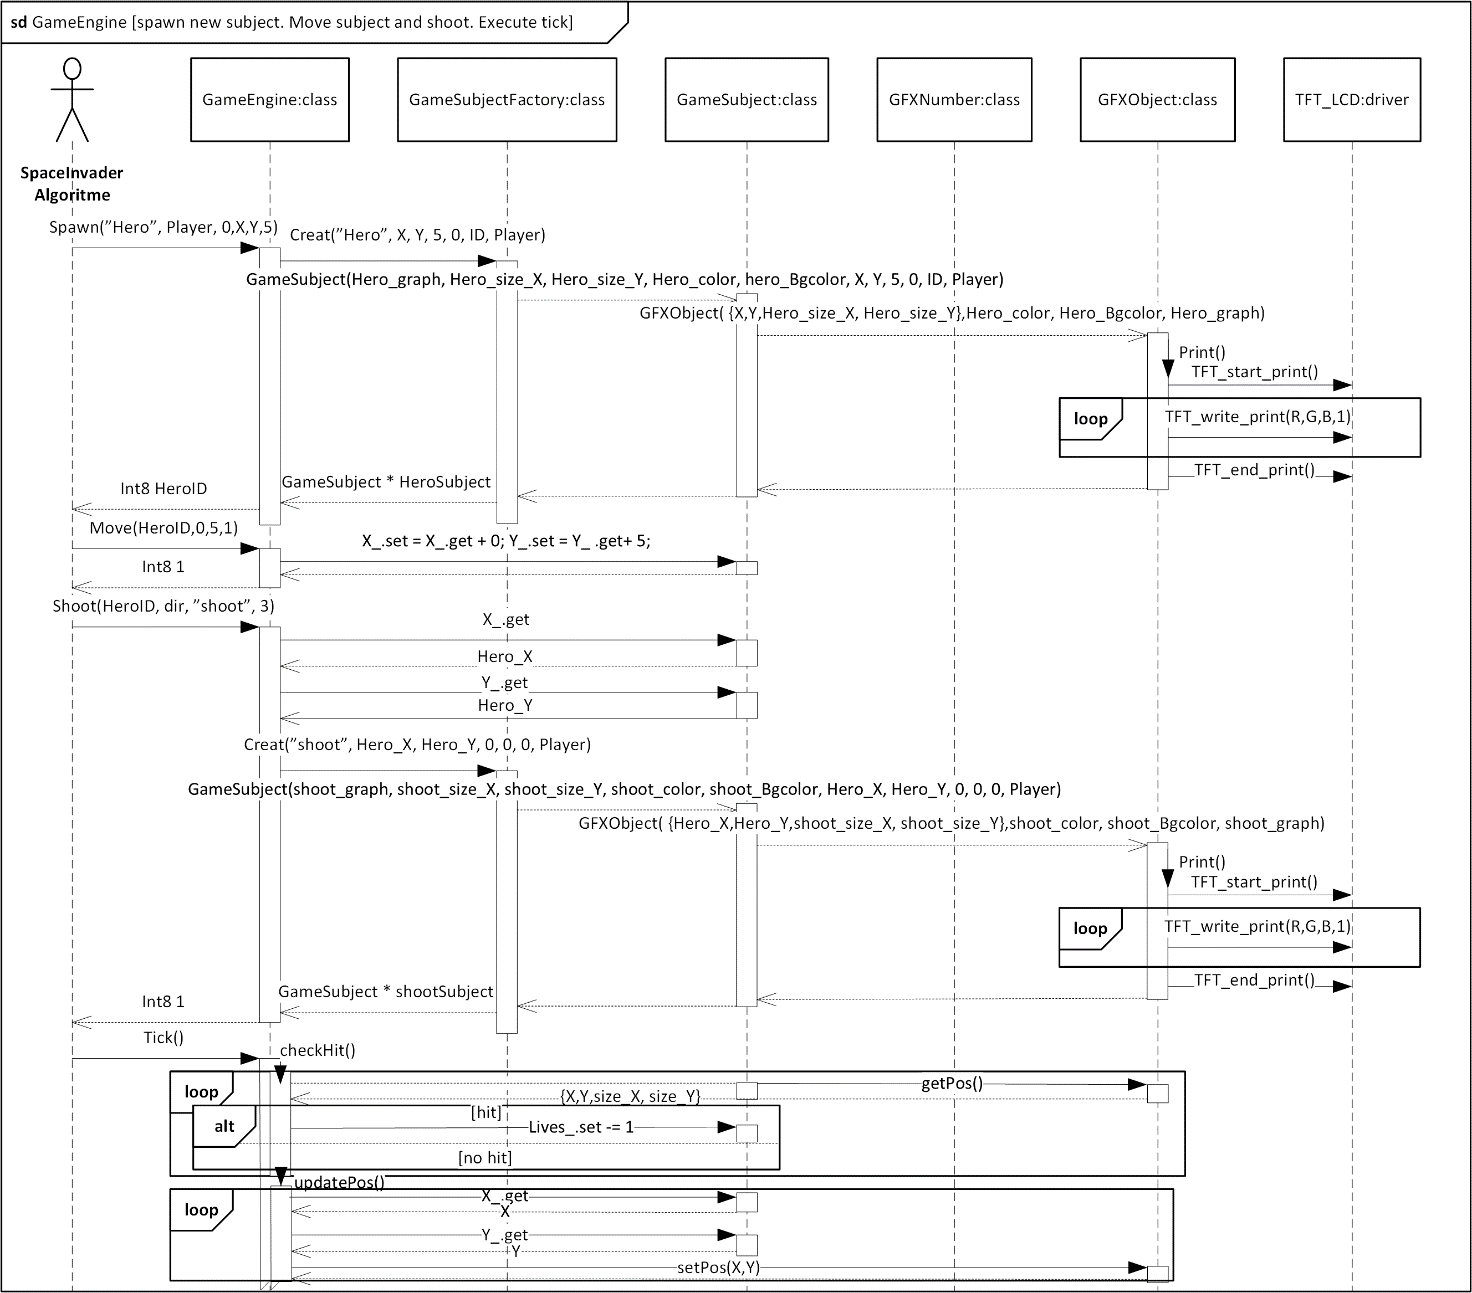 sd GameEngine [spawn new subject. Move subject and shoot. Execute tick]
GameEngine:class
GameSubjectFactory:class
GameSubject:class
GFXNumber:class
GFXObject:class
TFT_LCD:driver
SpaceInvader
Algoritme
Spawn(”Hero”, Player, 0,X,Y,5)
Creat(”Hero”, X, Y, 5, 0, ID, Player)
GameSubject(Hero_graph, Hero_size_X, Hero_size_Y, Hero_color, hero_Bgcolor, X, Y, 5, 0, ID, Player)
GFXObject( {X,Y,Hero_size_X, Hero_size_Y},Hero_color, Hero_Bgcolor, Hero_graph)
Print()
TFT_start_print()
loop
TFT_write_print(R,G,B,1)
TFT_end_print()
GameSubject * HeroSubject
Int8 HeroID
Move(HeroID,0,5,1)
X_.set = X_.get + 0; Y_.set = Y_ .get+ 5;
Int8 1
Shoot(HeroID, dir, ”shoot”, 3)
X_.get
Hero_X
Y_.get
Hero_Y
Creat(”shoot”, Hero_X, Hero_Y, 0, 0, 0, Player)
GameSubject(shoot_graph, shoot_size_X, shoot_size_Y, shoot_color, shoot_Bgcolor, Hero_X, Hero_Y, 0, 0, 0, Player)
GFXObject( {Hero_X,Hero_Y,shoot_size_X, shoot_size_Y},shoot_color, shoot_Bgcolor, shoot_graph)
Print()
TFT_start_print()
loop
TFT_write_print(R,G,B,1)
TFT_end_print()
GameSubject * shootSubject
Int8 1
Tick()
checkHit()
loop
getPos()
{X,Y,size_X, size_Y}
alt
[hit]
Lives_.set -= 1
[no hit]
updatePos()
loop
X_.get
X
Y_.get
Y
setPos(X,Y)